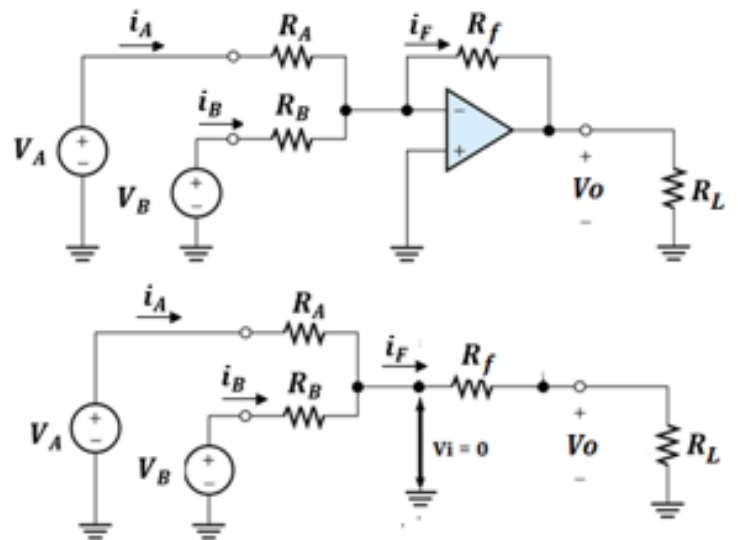 i_A R_A i_F R_f
i_B R_B
V_A + − V_B + − − + + Vo − R_L
i_A R_A i_F R_f
i_B R_B
V_A + − V_B + − Vi = 0 + Vo − R_L